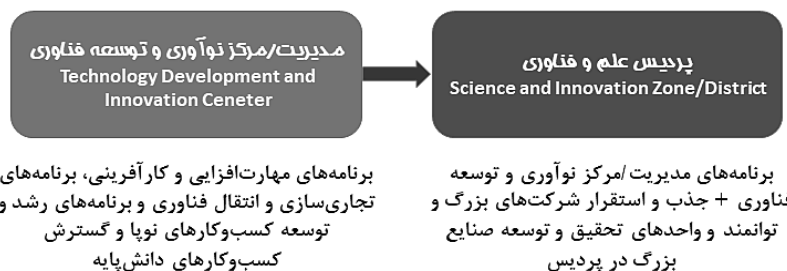 مدیریت/مرکز نوآوری و توسعه فناوری
Technology Development and
Innovation Ceneter
پردیس علم و فناوری
Science and Innovation Zone/District
برنامه‌های مهارت‌افزایی و کارآفرینی، برنامه‌های
تجاری‌سازی و انتقال فناوری و برنامه‌های رشد و
توسعه کسب‌وکارهای نوپا و گسترش
کسب‌وکارهای دانش‌پایه
برنامه‌های مدیریت/مرکز نوآوری و توسعه
فناوری + جذب و استقرار شرکت‌های بزرگ و
توانمند و واحدهای تحقیق و توسعه صنایع
بزرگ در پردیس